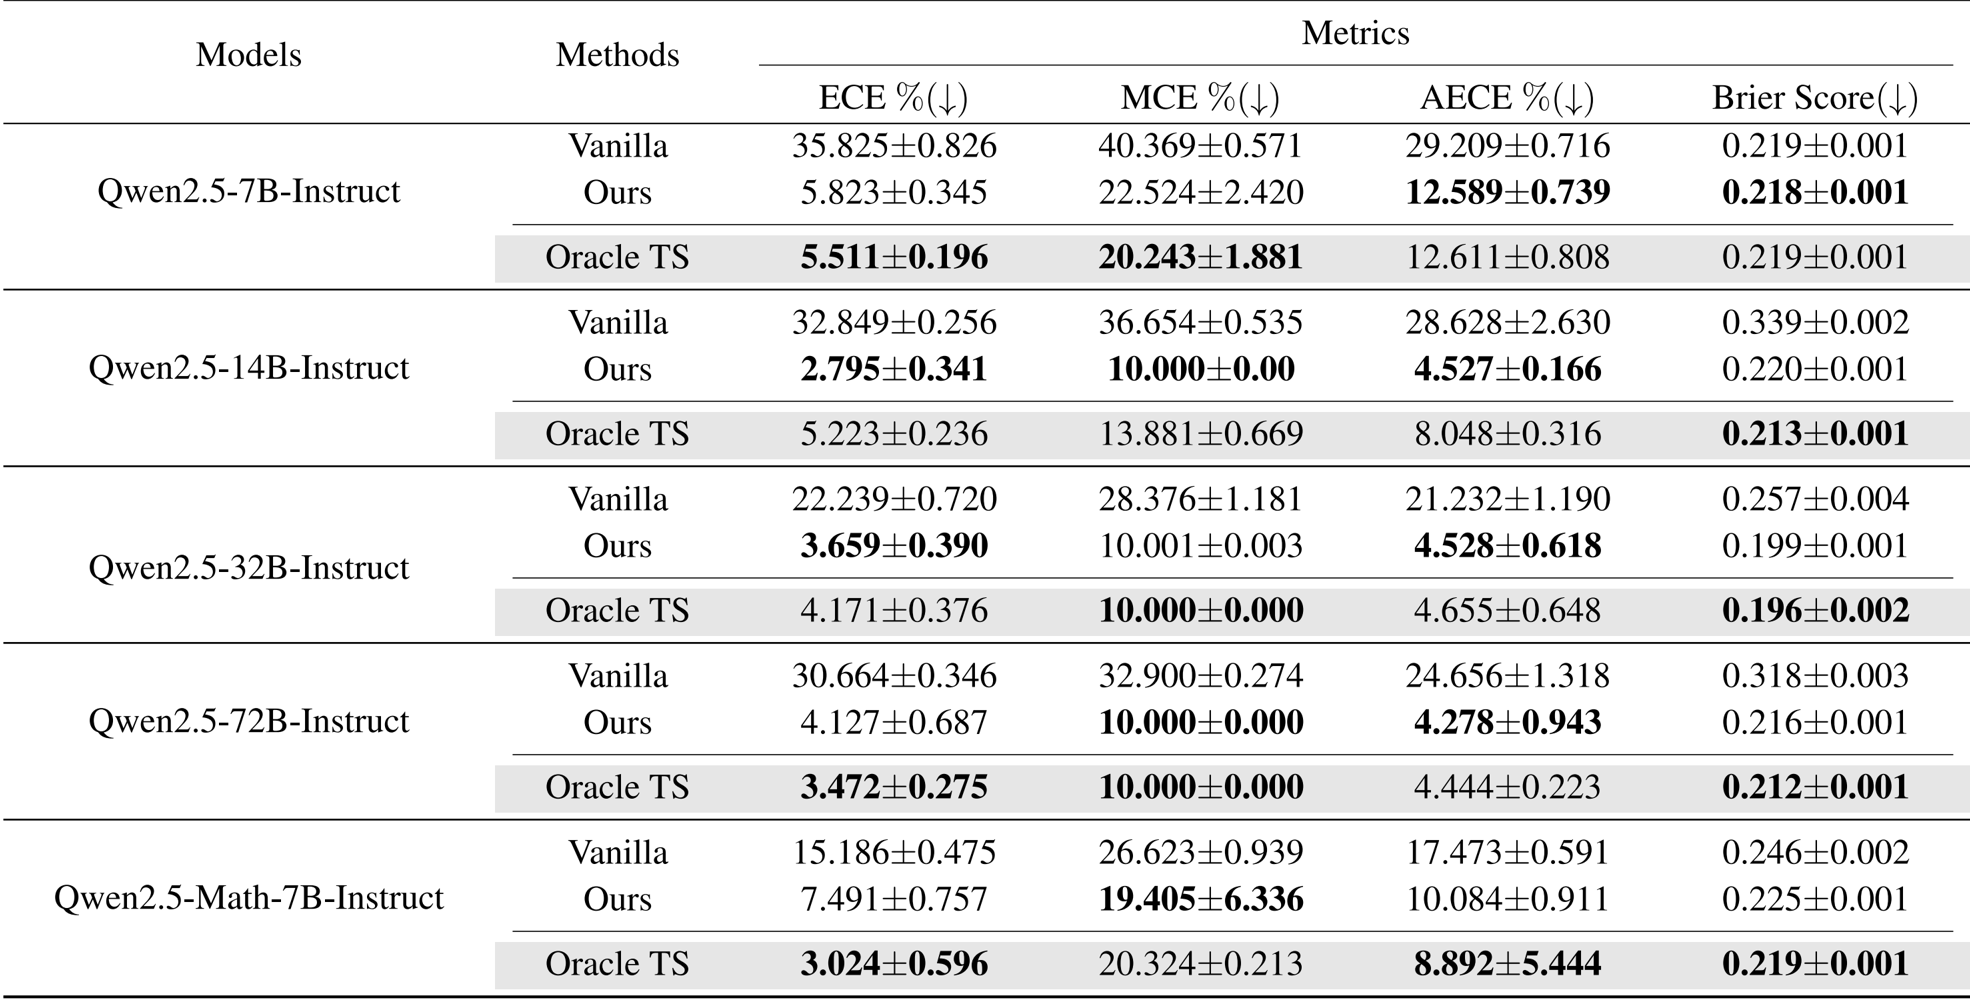 Models Methods Metrics
ECE %(↓) MCE %(↓) AECE %(↓) Brier Score(↓)
Qwen2.5-7B-Instruct
Vanilla 35.825±0.826 40.369±0.571 29.209±0.716 0.219±0.001
Ours 5.823±0.345 22.524±2.420 12.589±0.739 0.218±0.001
Oracle TS 5.511±0.196 20.243±1.881 12.611±0.808 0.219±0.001
Qwen2.5-14B-Instruct
Vanilla 32.849±0.256 36.654±0.535 28.628±2.630 0.339±0.002
Ours 2.795±0.341 10.000±0.00 4.527±0.166 0.220±0.001
Oracle TS 5.223±0.236 13.881±0.669 8.048±0.316 0.213±0.001
Qwen2.5-32B-Instruct
Vanilla 22.239±0.720 28.376±1.181 21.232±1.190 0.257±0.004
Ours 3.659±0.390 10.001±0.003 4.528±0.618 0.199±0.001
Oracle TS 4.171±0.376 10.000±0.000 4.655±0.648 0.196±0.002
Qwen2.5-72B-Instruct
Vanilla 30.664±0.346 32.900±0.274 24.656±1.318 0.318±0.003
Ours 4.127±0.687 10.000±0.000 4.278±0.943 0.216±0.001
Oracle TS 3.472±0.275 10.000±0.000 4.444±0.223 0.212±0.001
Qwen2.5-Math-7B-Instruct
Vanilla 15.186±0.475 26.623±0.939 17.473±0.591 0.246±0.002
Ours 7.491±0.757 19.405±6.336 10.084±0.911 0.225±0.001
Oracle TS 3.024±0.596 20.324±0.213 8.892±5.444 0.219±0.001